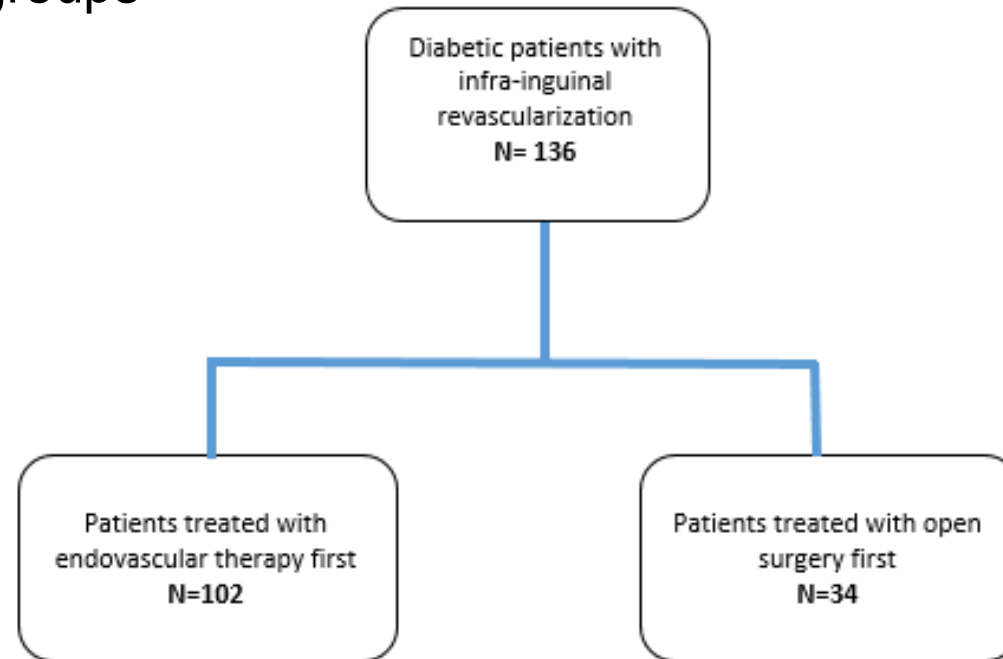 groups
Diabetic patients with
infra-inguinal
revascularization
N= 136
Patients treated with
endovascular therapy first
N=102
Patients treated with open
surgery first
N=34